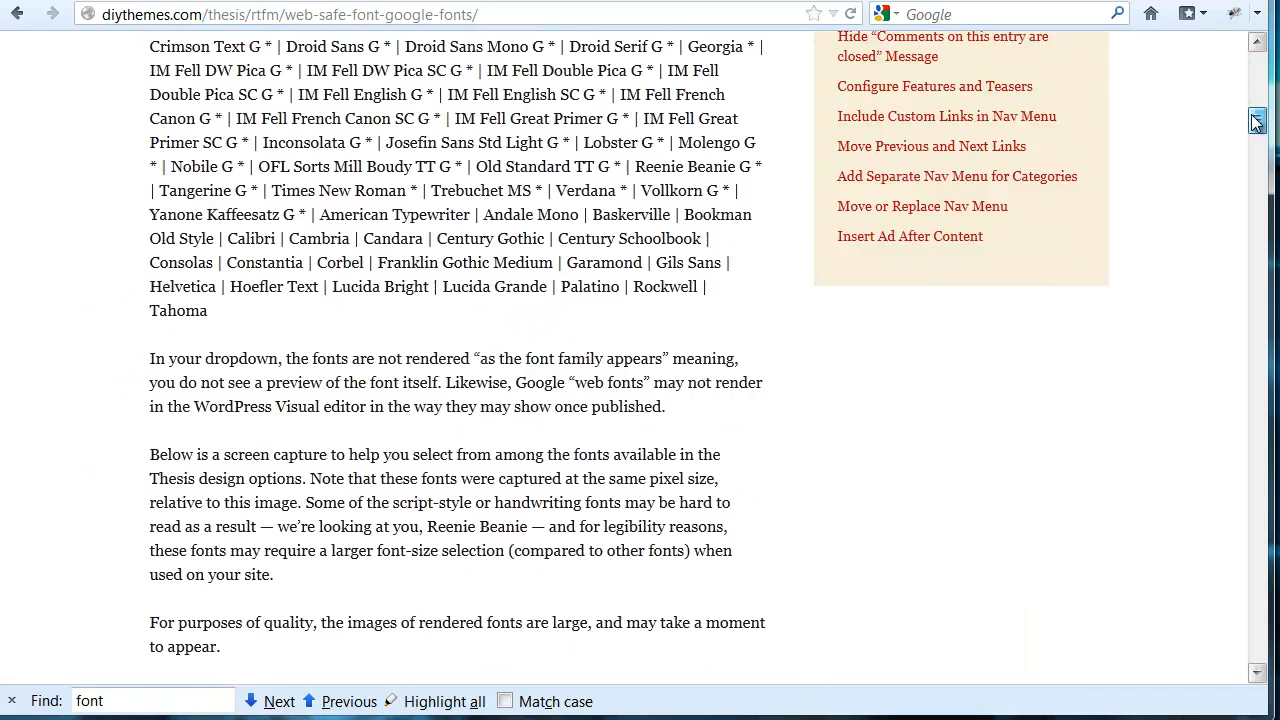 diythemes.com/thesis/rtfm/web-safe-font-google-fonts/
Google
Crimson Text G * | Droid Sans G * | Droid Sans Mono G * | Droid Serif G * | Georgia * |
IM Fell DW Pica G * | IM Fell DW Pica SC G * | IM Fell Double Pica G * | IM Fell
Double Pica SC G * | IM Fell English G * | IM Fell English SC G * | IM Fell French
Canon G * | IM Fell French Canon SC G * | IM Fell Great Primer G * | IM Fell Great
Primer SC G * | Inconsolata G * | Josefin Sans Std Light G * | Lobster G * | Molengo G
* | Nobile G * | OFL Sorts Mill Boudy TT G * | Old Standard TT G * | Reenie Beanie G *
| Tangerine G * | Times New Roman * | Trebuchet MS * | Verdana * | Vollkorn G * |
Yanone Kaffeesatz G * | American Typewriter | Andale Mono | Baskerville | Bookman
Old Style | Calibri | Cambria | Candara | Century Gothic | Century Schoolbook |
Consolas | Constantia | Corbel | Franklin Gothic Medium | Garamond | Gils Sans |
Helvetica | Hoefler Text | Lucida Bright | Lucida Grande | Palatino | Rockwell |
Tahoma
In your dropdown, the fonts are not rendered “as the font family appears” meaning,
you do not see a preview of the font itself. Likewise, Google “web fonts” may not render
in the WordPress Visual editor in the way they may show once published.
Below is a screen capture to help you select from among the fonts available in the
Thesis design options. Note that these fonts were captured at the same pixel size,
relative to this image. Some of the script-style or handwriting fonts may be hard to
read as a result — we’re looking at you, Reenie Beanie — and for legibility reasons,
these fonts may require a larger font-size selection (compared to other fonts) when
used on your site.
For purposes of quality, the images of rendered fonts are large, and may take a moment
to appear.
Hide “Comments on this entry are
closed” Message
Configure Features and Teasers
Include Custom Links in Nav Menu
Move Previous and Next Links
Add Separate Nav Menu for Categories
Move or Replace Nav Menu
Insert Ad After Content
Find: font Next Previous Highlight all Match case